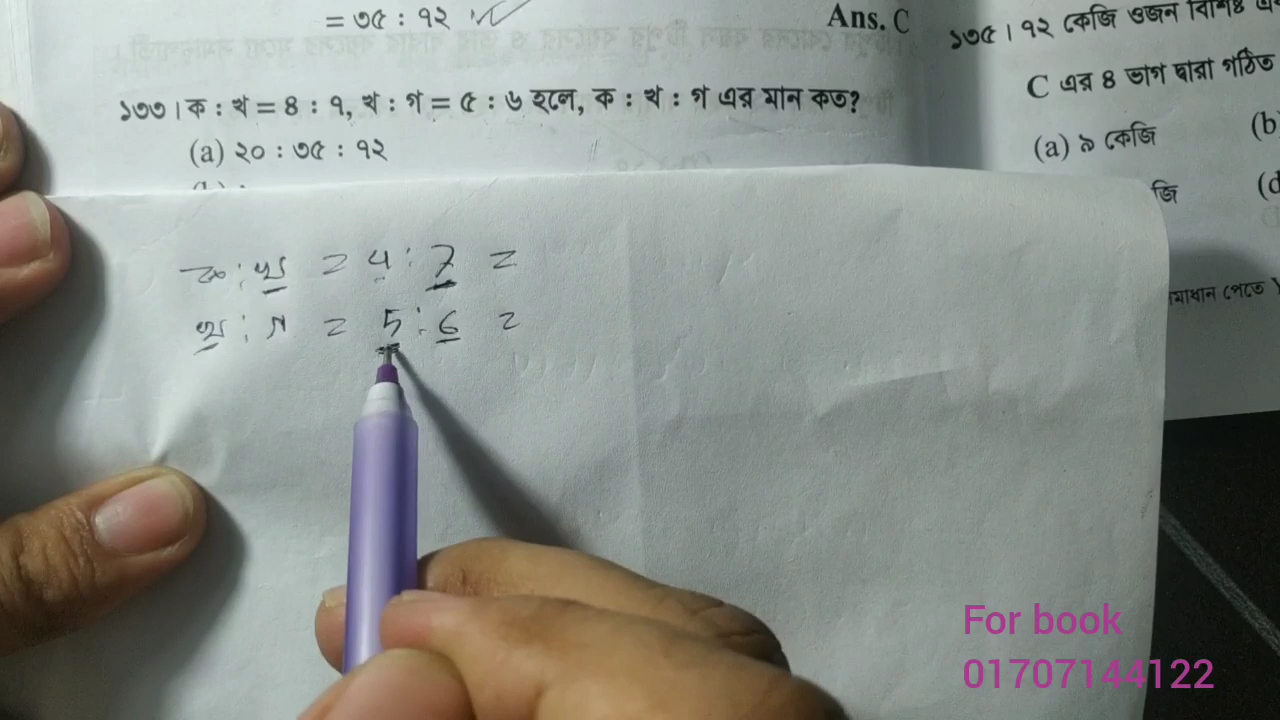 = ৩৫ : ৭২
Ans. C
১৩৩। ক : খ = ৪ : ৭, খ : গ = ৫ : ৬ হলে, ক : খ : গ এর মান কত?
(a) ২০ : ৩৫ : ৭২
১৩৫। ৭২ কেজি ওজন বিশিষ্ট
C এর ৪ ভাগ দ্বারা গঠিত
(a) ৯ কেজি
(b)
জি
(d
সমাধান পেতে
ক : খ = 4 : 7 =
খ : গ = 5 : 6 =
For book
01707144122